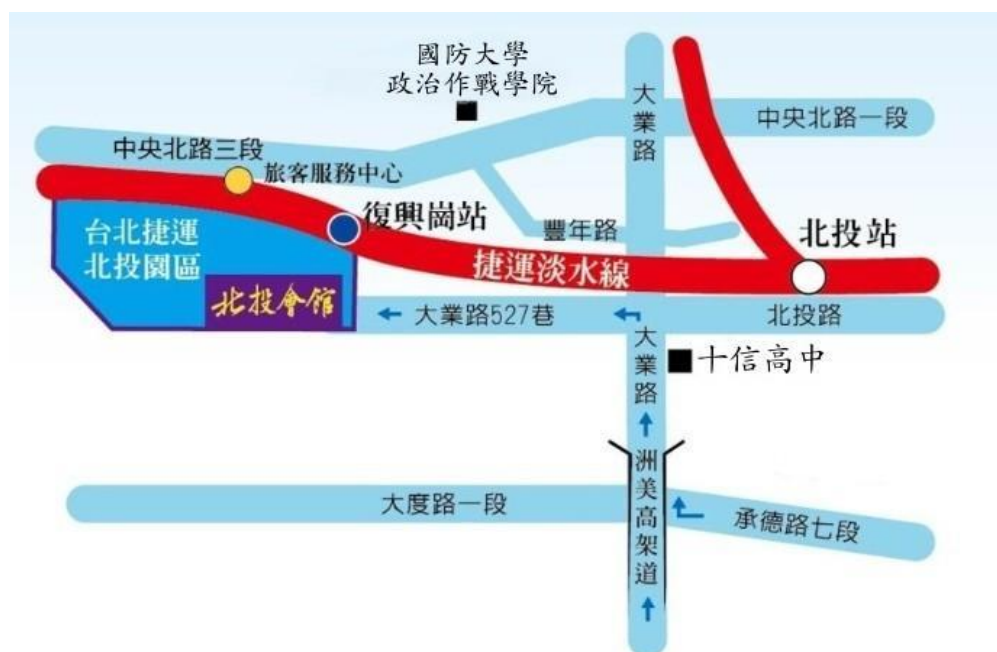 國防大學
政治作戰學院
大業路
中央北路一段
中央北路三段
旅客服務中心
復興崗站
豐年路
北投站
台北捷運
北投園區
捷運淡水線
北投會館
大業路527巷
北投路
大業路
十信高中
洲美高架道
大度路一段
承德路七段